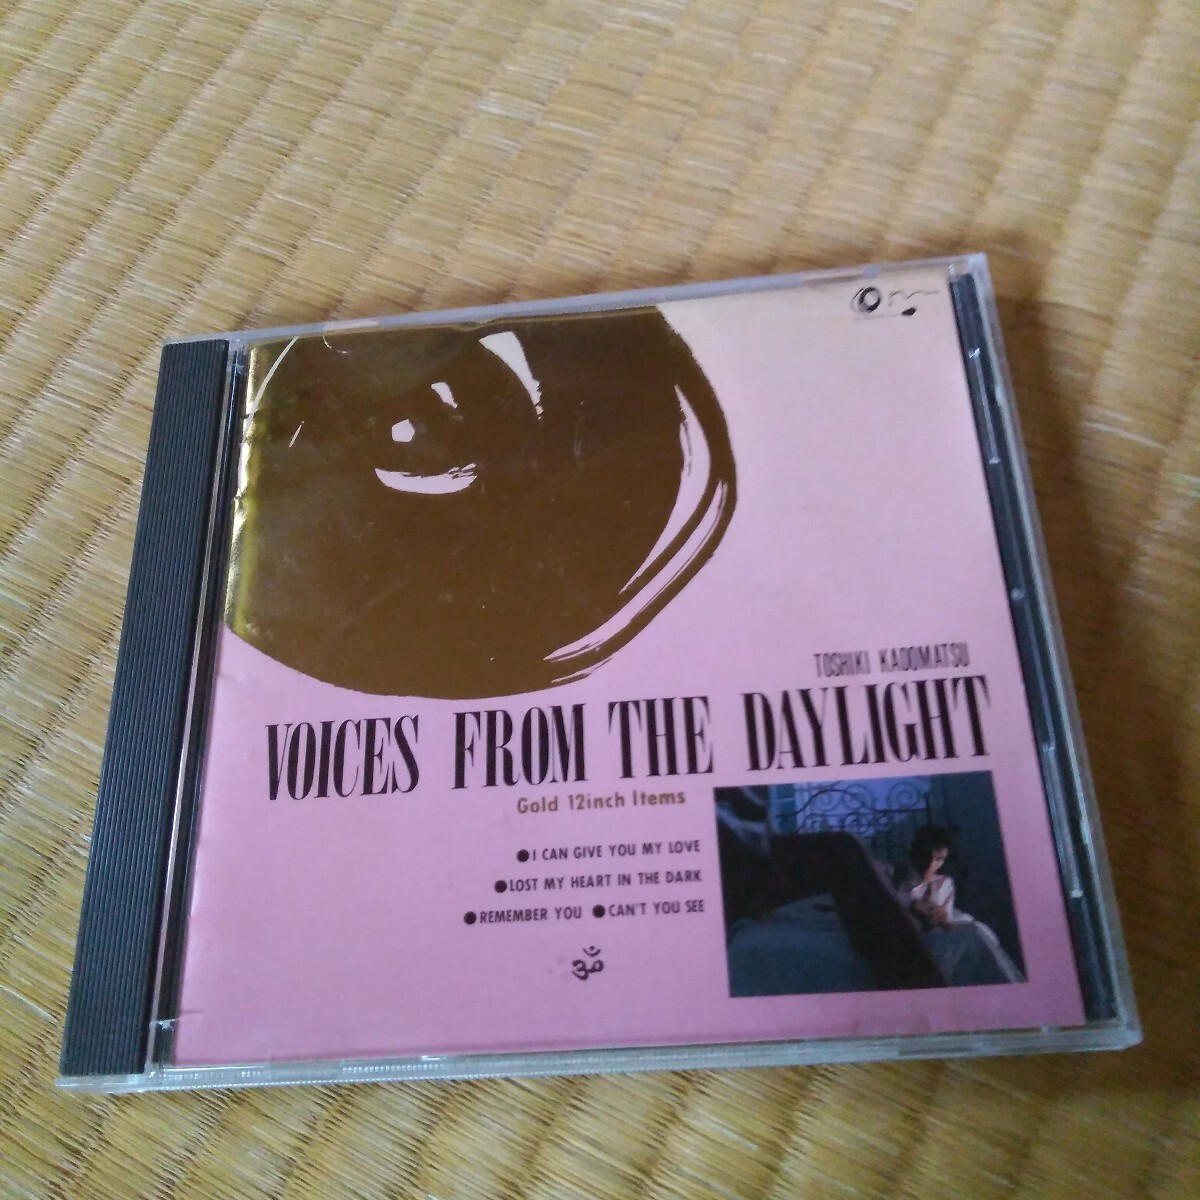 TOSHIKI KADOMATSU
VOICES FROM THE DAYLIGHT
Gold 12inch Items
●I CAN GIVE YOU MY LOVE
●LOST MY HEART IN THE DARK
●REMEMBER YOU ●CAN'T YOU SEE
ॐ